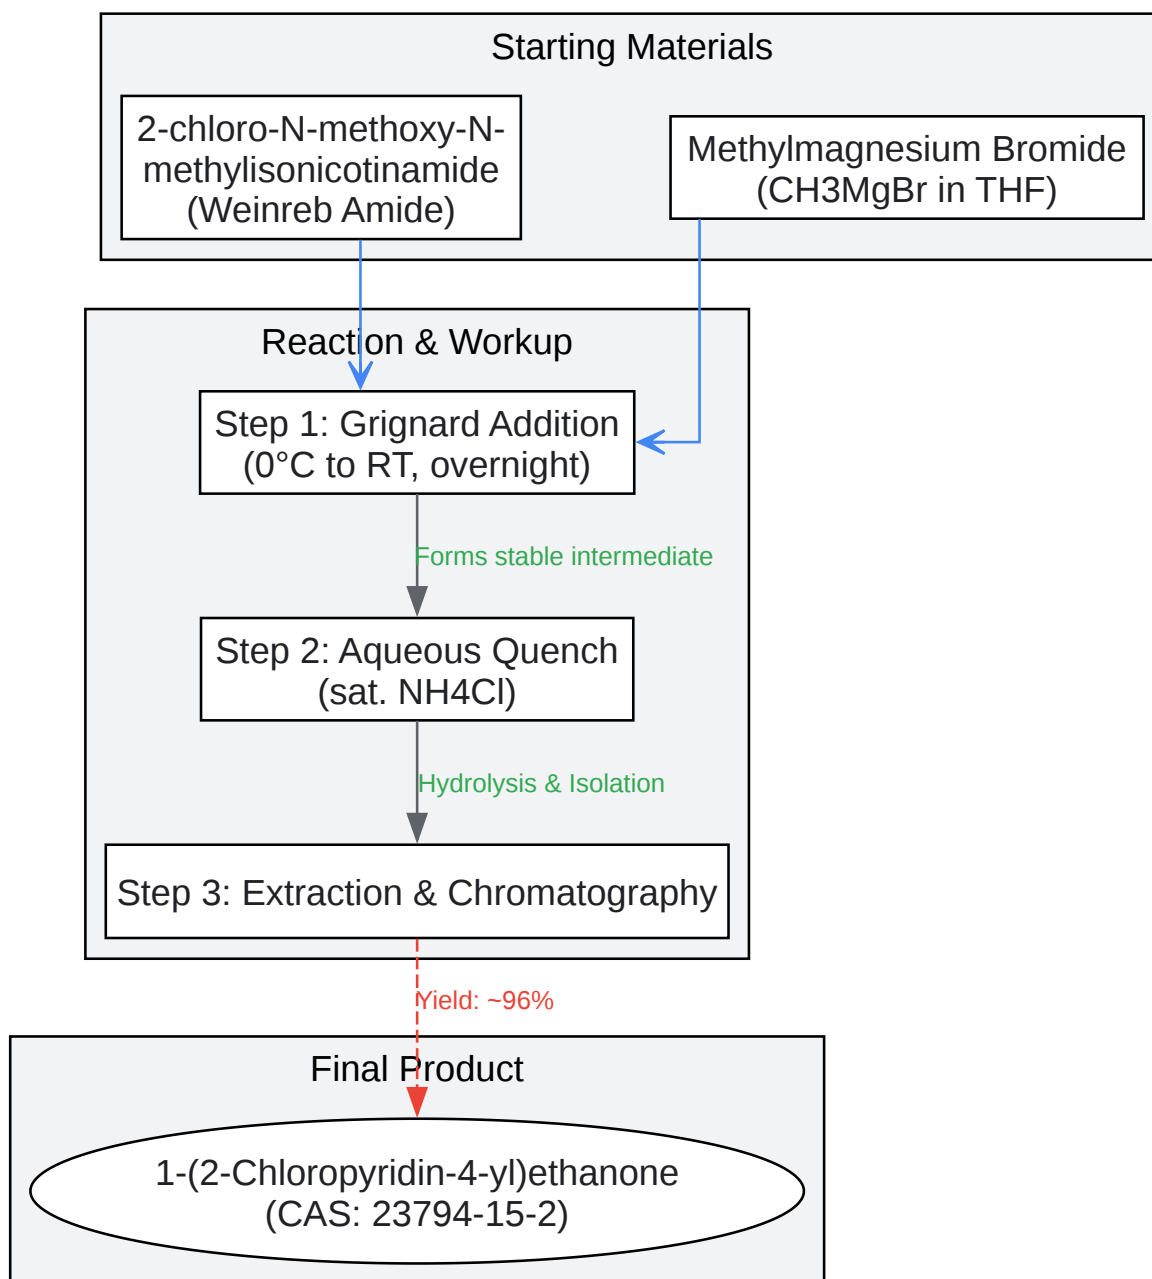 Starting Materials
2-chloro-N-methoxy-N-
methylisonicotinamide
(Weinreb Amide)
Methylmagnesium Bromide
(CH3MgBr in THF)
Reaction & Workup
Step 1: Grignard Addition
(0°C to RT, overnight)
Forms stable intermediate
Step 2: Aqueous Quench
(sat. NH4Cl)
Hydrolysis & Isolation
Step 3: Extraction & Chromatography
Yield: ~96%
Final Product
1-(2-Chloropyridin-4-yl)ethanone
(CAS: 23794-15-2)